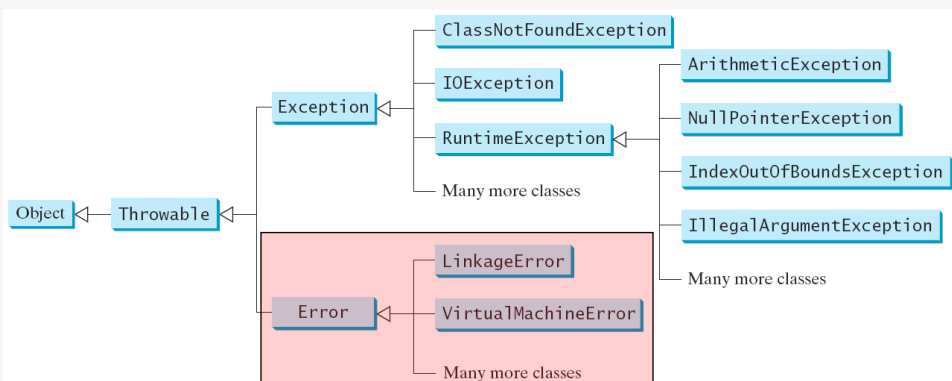 ClassNotFoundException
ArithmeticException
IOException
Exception
NullPointerException
RuntimeException
IndexOutOfBoundsException
Many more classes
Object
Throwable
IllegalArgumentException
LinkageError
Many more classes
Error
VirtualMachineError
Many more classes